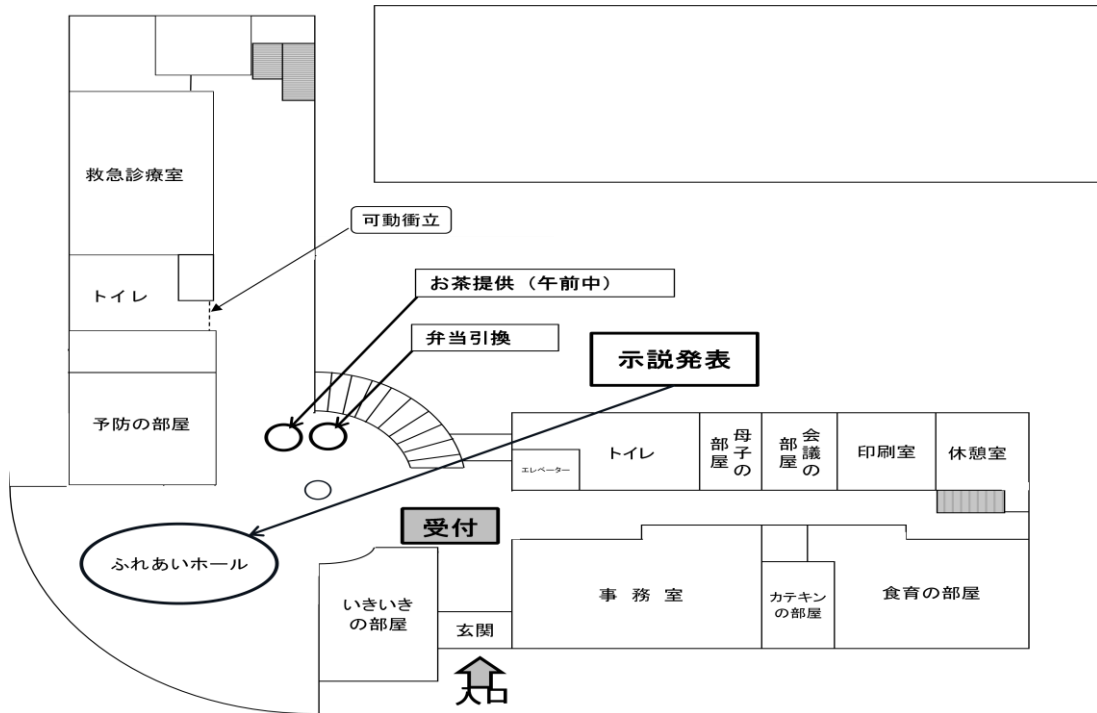 救急診療室
可動衝立
トイレ
お茶提供（午前中）
弁当引換
示説発表
予防の部屋
トイレ
エレベーター
母子の
部屋
会議の
部屋
印刷室
休憩室
受付
ふれあいホール
いきいき
の部屋
玄関
事務室
カテキン
の部屋
食育の部屋
入口